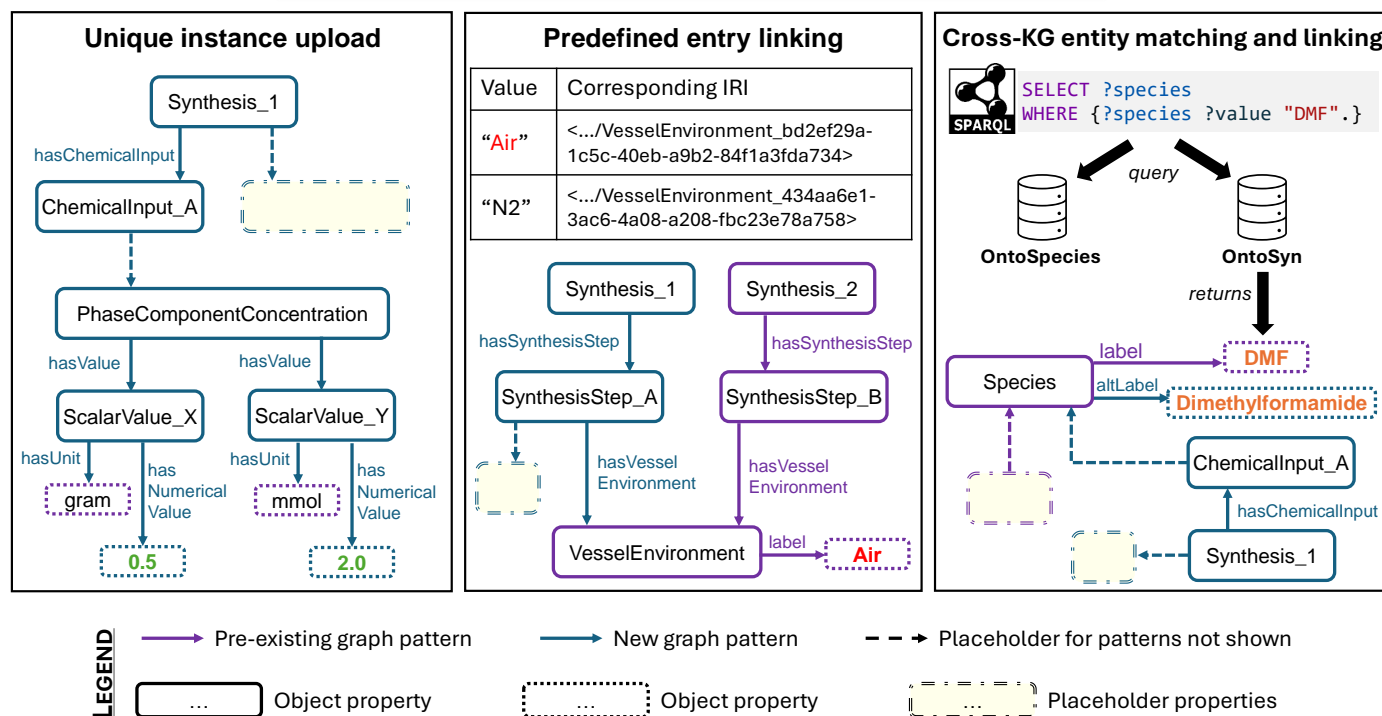 Unique instance upload
Synthesis_1
hasChemicalInput
ChemicalInput_A
PhaseComponentConcentration
hasValue
hasValue
ScalarValue_X
ScalarValue_Y
hasUnit
has
Numerical
Value
hasUnit
has
Numerical
Value
gram
mmol
0.5
2.0
Predefined entry linking
Value
Corresponding IRI
“Air”
<.../VesselEnvironment_bd2ef29a-
1c5c-40eb-a9b2-84f1a3fda734>
“N2”
<.../VesselEnvironment_434aa6e1-
3ac6-4a08-a208-fbc23e78a758>
Synthesis_1
Synthesis_2
hasSynthesisStep
hasSynthesisStep
SynthesisStep_A
SynthesisStep_B
hasVessel
Environment
hasVessel
Environment
VesselEnvironment
label
Air
Cross-KG entity matching and linking
SPARQL
SELECT ?species
WHERE {?species ?value "DMF".}
query
OntoSpecies
OntoSyn
returns
label
DMF
Species
altLabel
Dimethylformamide
ChemicalInput_A
hasChemicalInput
Synthesis_1
LEGEND
Pre-existing graph pattern
New graph pattern
Placeholder for patterns not shown
...
Object property
...
Object property
...
Placeholder properties